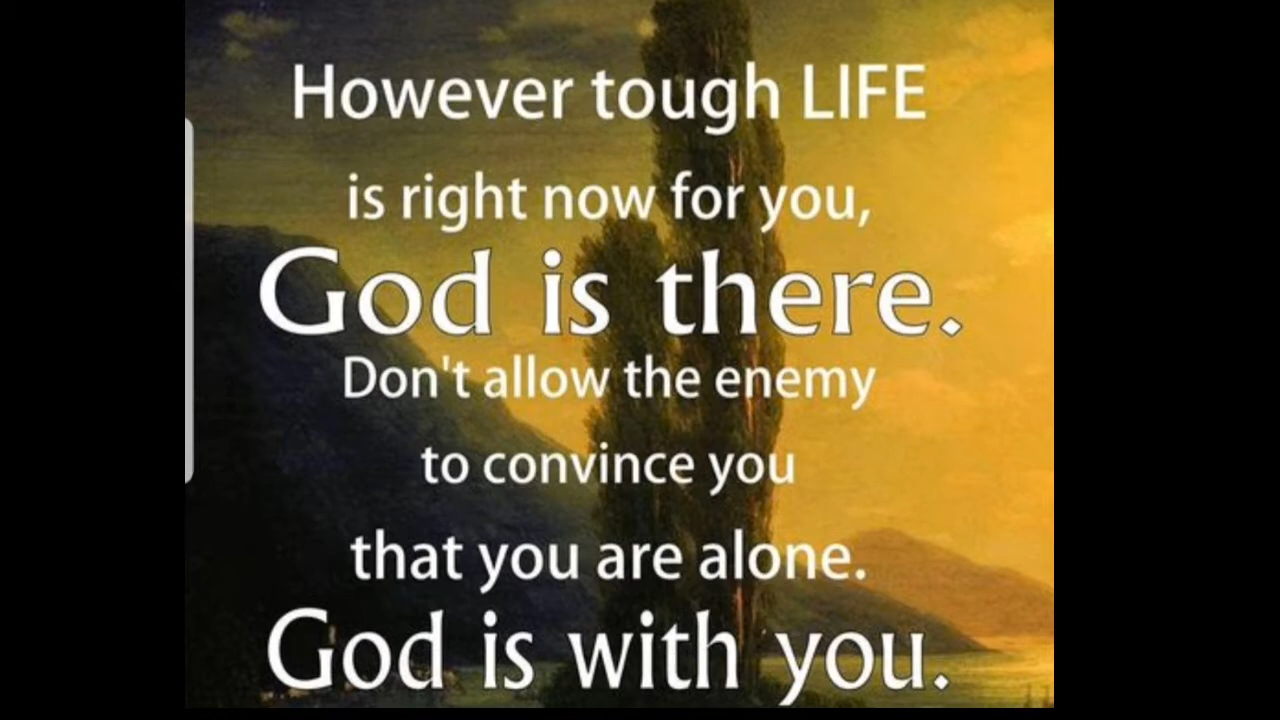 However tough LIFE
is right now for you,
God is there.
Don't allow the enemy
to convince you
that you are alone.
God is with you.